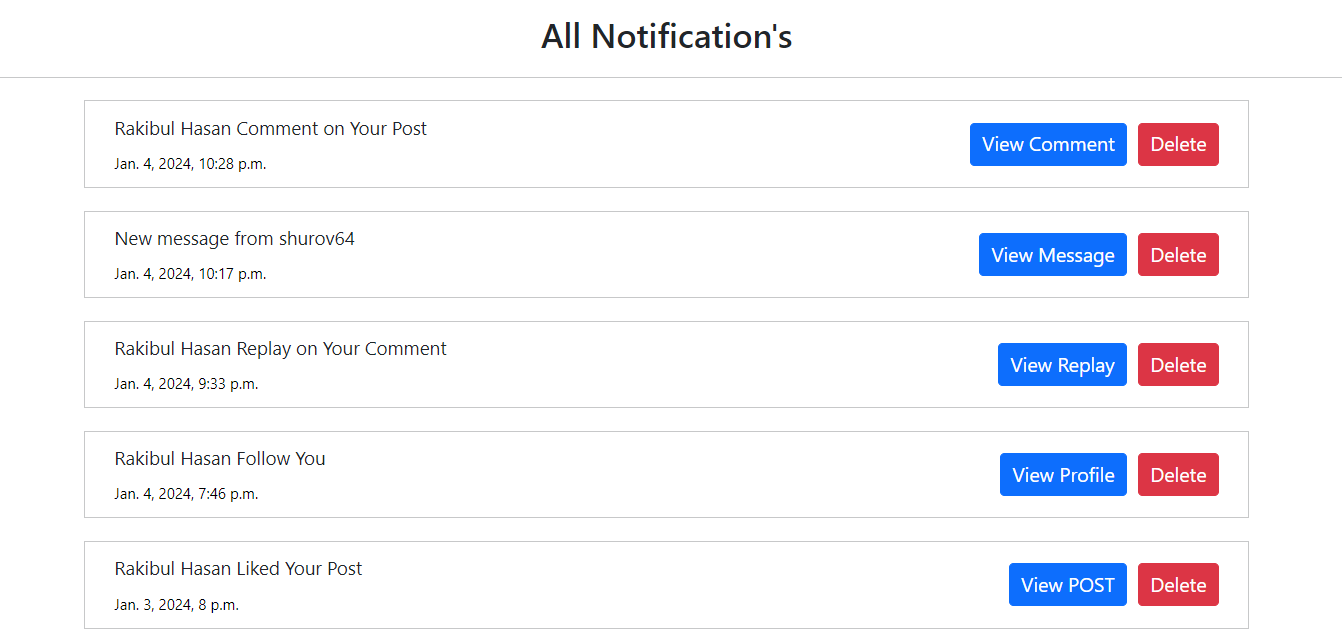 All Notification's
Rakibul Hasan Comment on Your Post
View Comment
Delete
Jan. 4, 2024, 10:28 p.m.
New message from shurov64
View Message
Delete
Jan. 4, 2024, 10:17 p.m.
Rakibul Hasan Replay on Your Comment
View Replay
Delete
Jan. 4, 2024, 9:33 p.m.
Rakibul Hasan Follow You
View Profile
Delete
Jan. 4, 2024, 7:46 p.m.
Rakibul Hasan Liked Your Post
View POST
Delete
Jan. 3, 2024, 8 p.m.